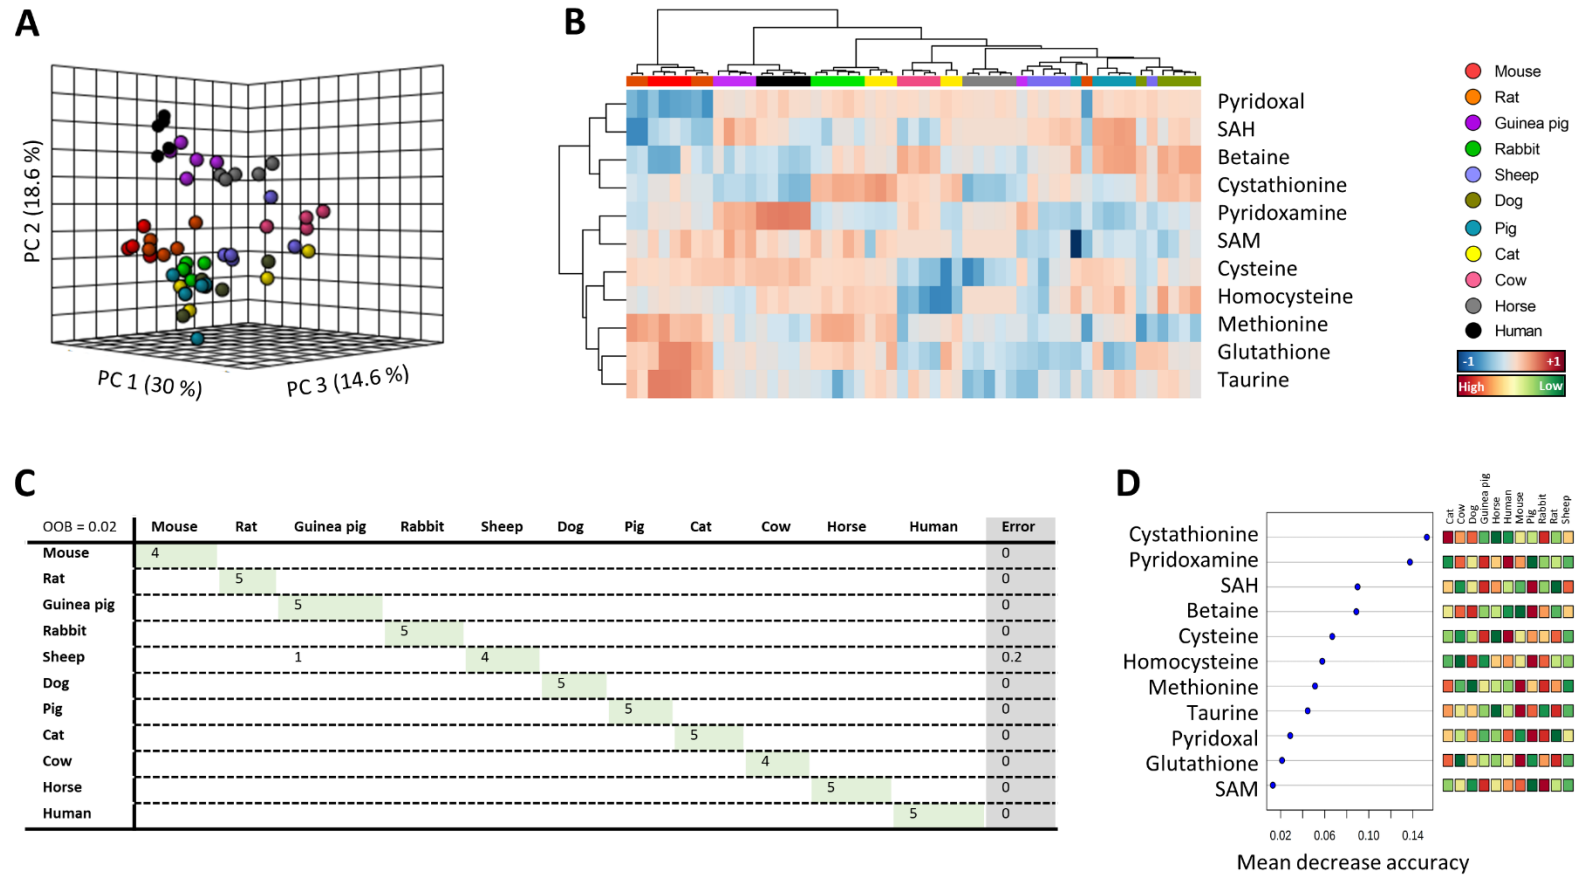 A
PC 2 (18.6 %)
PC 1 (30 %)
PC 3 (14.6 %)
B
Pyridoxal
SAH
Betaine
Cystathionine
Pyridoxamine
SAM
Cysteine
Homocysteine
Methionine
Glutathione
Taurine
Mouse
Rat
Guinea pig
Rabbit
Sheep
Dog
Pig
Cat
Cow
Horse
Human
-1 +1
High Low
C
OOB = 0.02 Mouse Rat Guinea pig Rabbit Sheep Dog Pig Cat Cow Horse Human Error
Mouse 4 0
Rat 5 0
Guinea pig 5 0
Rabbit 5 0
Sheep 1 4 0.2
Dog 5 0
Pig 5 0
Cat 5 0
Cow 4 0
Horse 5 0
Human 5 0
D
Cat Cow Dog Guinea pig Horse Human Mouse Pig Rabbit Rat Sheep
Cystathionine
Pyridoxamine
SAH
Betaine
Cysteine
Homocysteine
Methionine
Taurine
Pyridoxal
Glutathione
SAM
0.02 0.06 0.10 0.14
Mean decrease accuracy